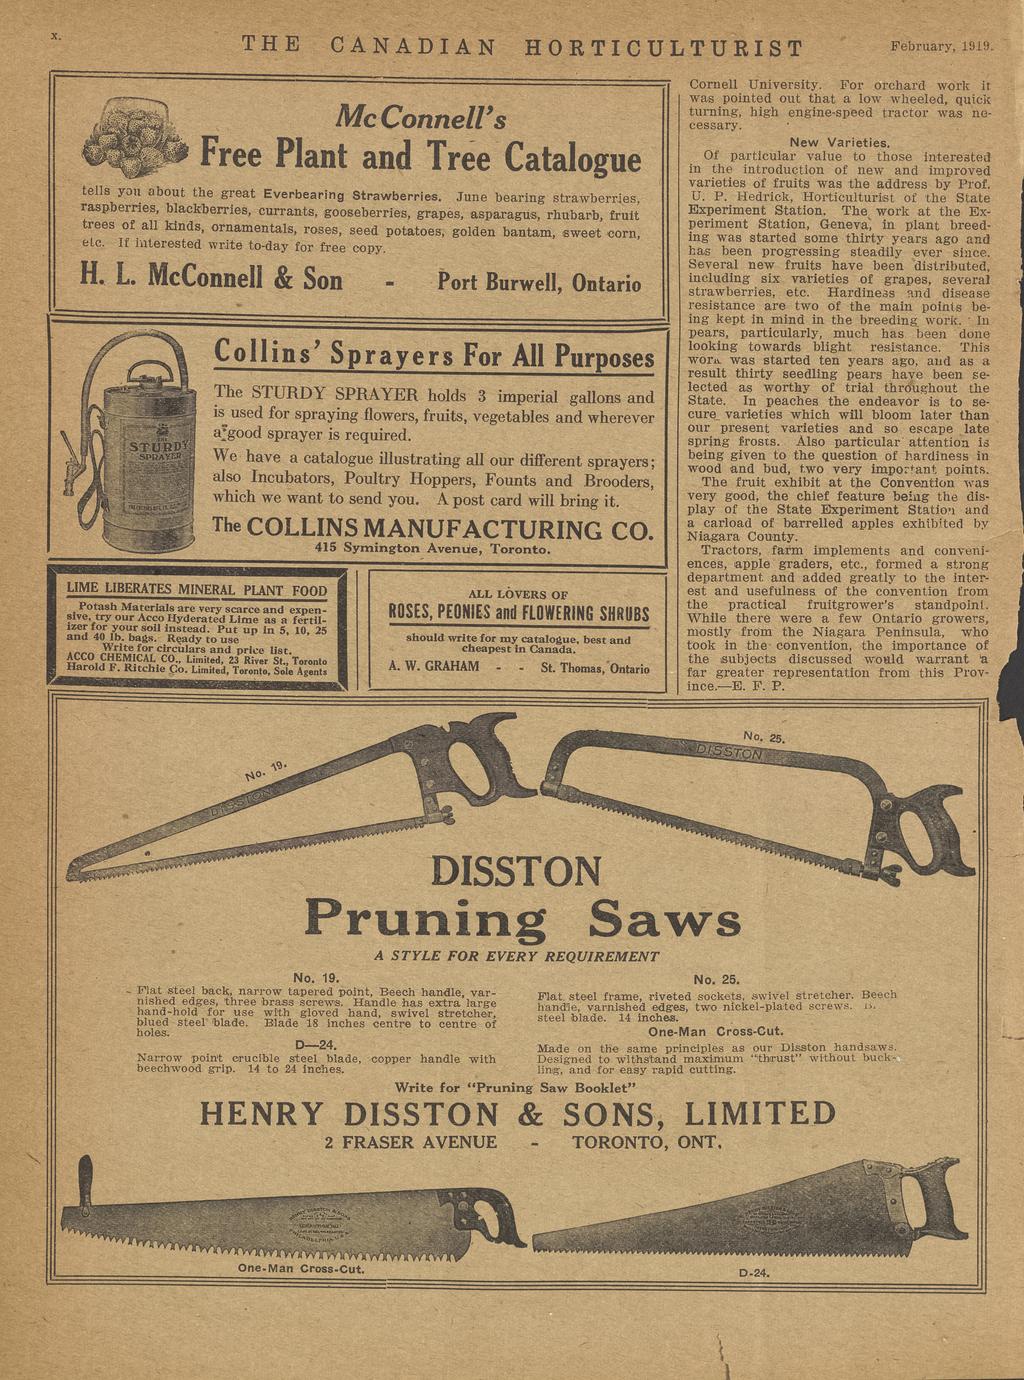 x.
THE CANADIAN HORTICULTURIST
February, 1919.
McConnell's
Free Plant and Tree Catalogue
tells you about the great Everbearing Strawberries. June bearing strawberries,
raspberries, blackberries, currants, gooseberries, grapes, asparagus, rhubarb, fruit
trees of all kinds, ornamentals, roses, seed potatoes, golden bantam, sweet corn,
etc. If interested write to-day for free copy.
H. L. McConnell & Son - Port Burwell, Ontario
Collins' Sprayers For All Purposes
The STURDY SPRAYER holds 3 imperial gallons and
is used for spraying flowers, fruits, vegetables and wherever
a good sprayer is required.
We have a catalogue illustrating all our different sprayers;
also Incubators, Poultry Hoppers, Founts and Brooders,
which we want to send you. A post card will bring it.
The COLLINS MANUFACTURING CO.
415 Symington Avenue, Toronto.
THE
STURDY
SPRAYER
LIME LIBERATES MINERAL PLANT FOOD
Potash Materials are very scarce and expen-
sive, try our Acco Hyderated Lime as a fertil-
izer for your soil instead. Put up in 5, 10, 25
and 40 lb. bags. Ready to use
Write for circulars and price list.
ACCO CHEMICAL CO., Limited, 23 River St., Toronto
Harold F. Ritchie Co. Limited, Toronto, Sole Agents
ALL LOVERS OF
ROSES, PEONIES and FLOWERING SHRUBS
should write for my catalogue, best and
cheapest in Canada.
A. W. GRAHAM - - St. Thomas, Ontario
Cornell University. For orchard work it
was pointed out that a low wheeled, quick
turning, high engine-speed tractor was ne-
cessary.
New Varieties.
Of particular value to those interested
in the introduction of new and improved
varieties of fruits was the address by Prof.
U. P. Hedrick, Horticulturist of the State
Experiment Station. The work at the Ex-
periment Station, Geneva, in plant breed-
ing was started some thirty years ago and
has been progressing steadily ever since.
Several new fruits have been distributed,
including six varieties of grapes, several
strawberries, etc. Hardiness and disease
resistance are two of the main points be-
ing kept in mind in the breeding work. In
pears, particularly, much has been done
looking towards blight resistance. This
work was started ten years ago, and as a
result thirty seedling pears have been se-
lected as worthy of trial throughout the
State. In peaches the endeavor is to se-
cure varieties which will bloom later than
our present varieties and so escape late
spring frosts. Also particular attention is
being given to the question of hardiness in
wood and bud, two very important points.
The fruit exhibit at the Convention was
very good, the chief feature being the dis-
play of the State Experiment Station and
a carload of barrelled apples exhibited by
Niagara County.
Tractors, farm implements and conveni-
ences, apple graders, etc., formed a strong
department and added greatly to the inter-
est and usefulness of the convention from
the practical fruitgrower's standpoint.
While there were a few Ontario growers,
mostly from the Niagara Peninsula, who
took in the convention, the importance of
the subjects discussed would warrant a
far greater representation from this Prov-
ince.—E. F. P.
No. 19.
DISSTON
No. 25.
DISSTON
DISSTON
Pruning Saws
A STYLE FOR EVERY REQUIREMENT
No. 19.
Flat steel back, narrow tapered point, Beech handle, var-
nished edges, three brass screws. Handle has extra large
hand-hold for use with gloved hand, swivel stretcher,
blued steel blade. Blade 18 inches centre to centre of
holes.
D—24.
Narrow point crucible steel blade, copper handle with
beechwood grip. 14 to 24 inches.
No. 25.
Flat steel frame, riveted sockets, swivel stretcher. Beech
handle, varnished edges, two nickel-plated screws.
steel blade. 14 inches.
One-Man Cross-Cut.
Made on the same principles as our Disston handsaws.
Designed to withstand maximum "thrust" without buck-
ling, and for easy rapid cutting.
Write for "Pruning Saw Booklet"
HENRY DISSTON & SONS, LIMITED
2 FRASER AVENUE - TORONTO, ONT.
PHILADELPHIA
One-Man Cross-Cut.
D-24.